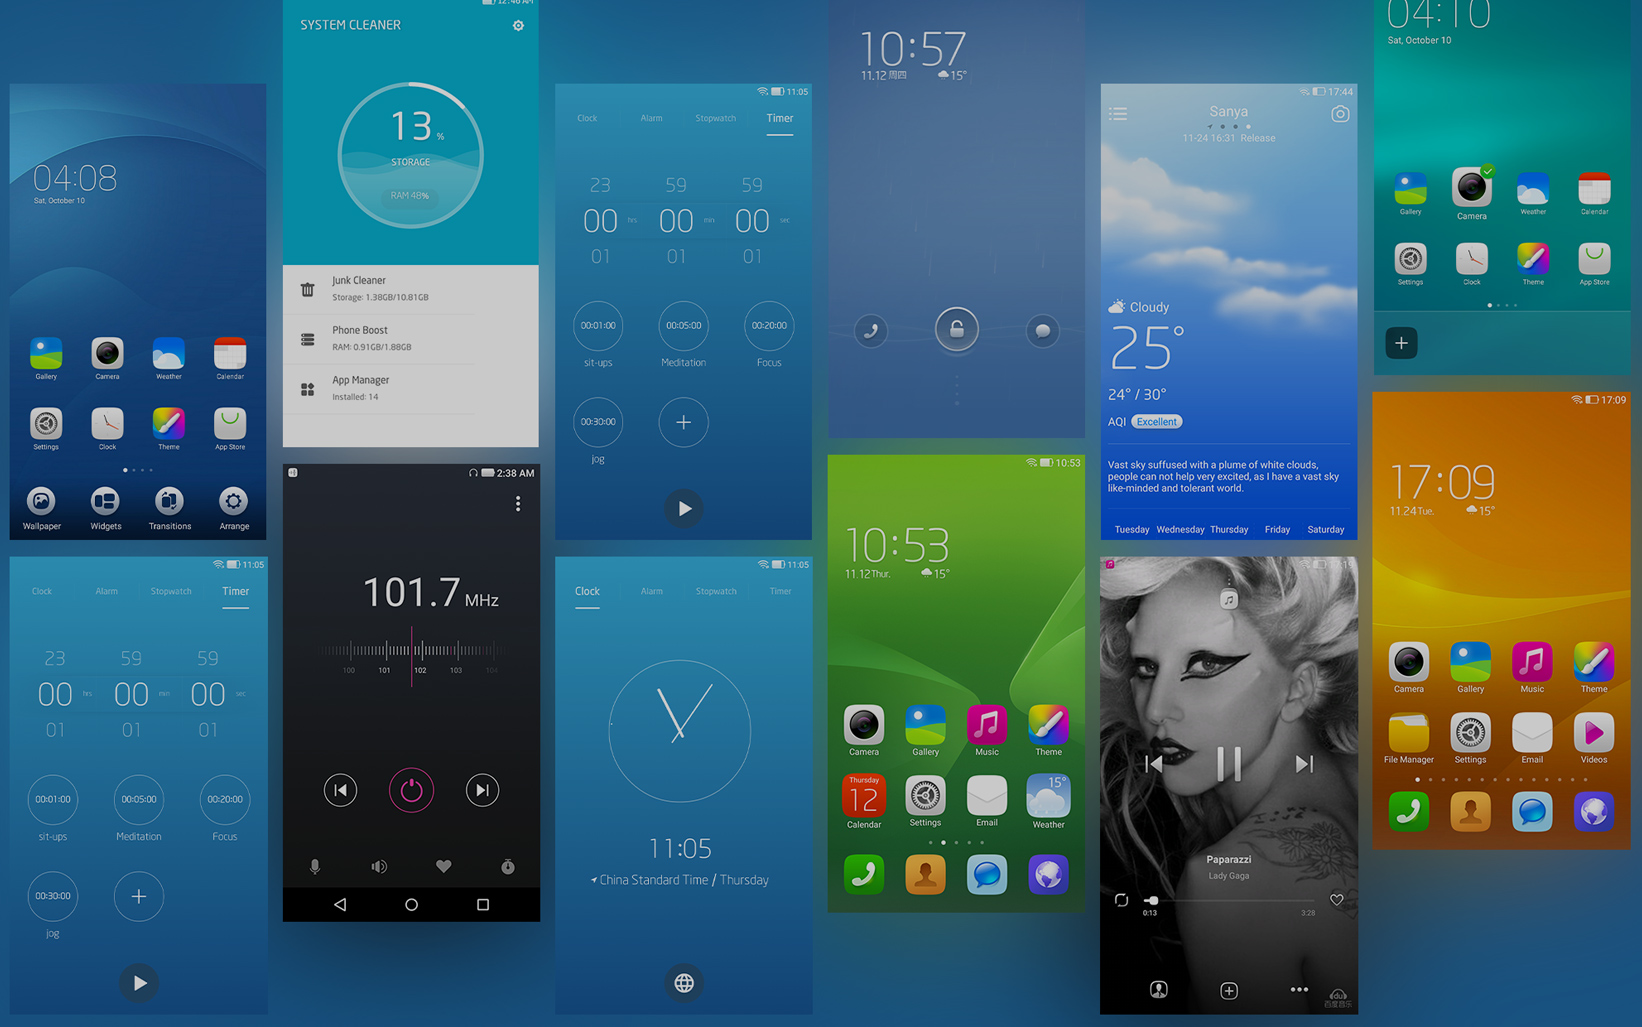 04:08
Sat, October 10
Gallery Camera Weather Calendar
Settings Clock Theme App Store
Wallpaper Widgets Transitions Arrange
11:05
Clock Alarm Stopwatch Timer
23 59 59
00 hrs 00 min 00 sec
01 01 01
00:01:00 00:05:00 00:20:00
sit-ups Meditation Focus
00:30:00
jog
12:46 AM
SYSTEM CLEANER
13 %
STORAGE
RAM 48%
Junk Cleaner
Storage: 1.38GB/10.81GB
Phone Boost
RAM: 0.91GB/1.88GB
App Manager
Installed: 14
2:38 AM
101.7 MHz
100 101 102 103 104
11:05
Clock Alarm Stopwatch Timer
23 59 59
00 hrs 00 min 00 sec
01 01 01
00:01:00 00:05:00 00:20:00
sit-ups Meditation Focus
00:30:00
jog
11:05
Clock Alarm Stopwatch Timer
11:05
China Standard Time / Thursday
10:57
11.12 周四 15°
10:53
10:53
11.12 Thur. 15°
Camera Gallery Music Theme
Thursday
12
15°
Calendar Settings Email Weather
17:44
Sanya
11-24 16:31 Release
Cloudy
25°
24° / 30°
AQI Excellent
Vast sky suffused with a plume of white clouds,
people can not help very excited, as I have a vast sky
like-minded and tolerant world.
Tuesday Wednesday Thursday Friday Saturday
Paparazzi
Lady Gaga
0:13 3:28
du
百度音乐
04:10
Sat, October 10
Gallery Camera Weather Calendar
Settings Clock Theme App Store
17:09
17:09
11.24 Tue. 15°
Camera Gallery Music Theme
File Manager Settings Email Videos